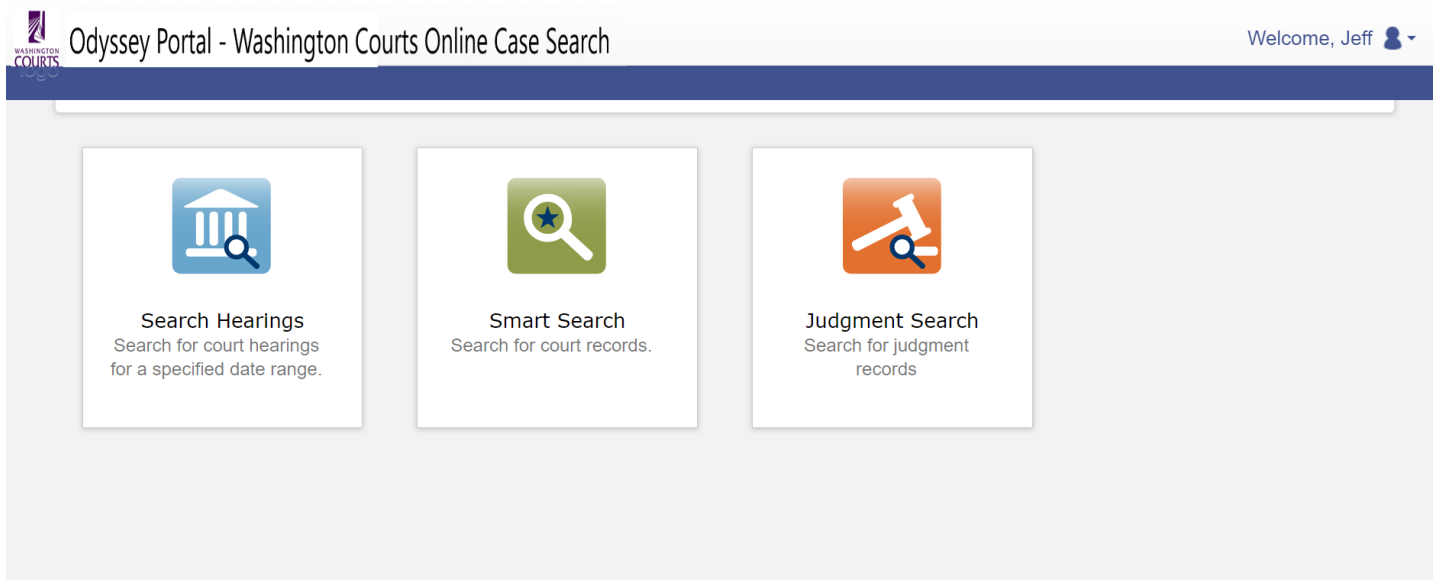 WASHINGTON
COURTS
logo
Odyssey Portal - Washington Courts Online Case Search
Welcome, Jeff
Search Hearings
Search for court hearings
for a specified date range.
Smart Search
Search for court records.
Judgment Search
Search for judgment
records